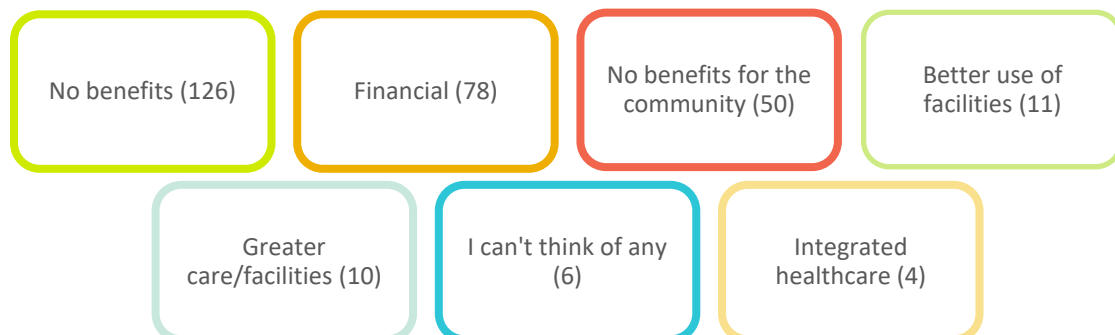 No benefits (126)
Financial (78)
No benefits for the
community (50)
Better use of
facilities (11)
Greater
care/facilities (10)
I can't think of any
(6)
Integrated
healthcare (4)